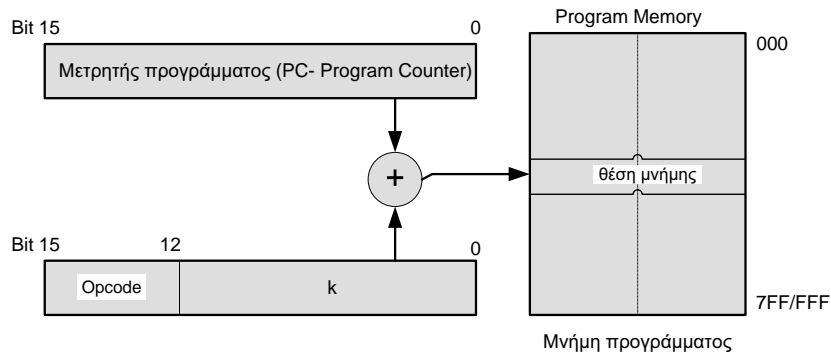 Bit 15
0
Μετρητής προγράμματος (PC- Program Counter)
+
Bit 15
12
0
Opcode
k
Program Memory
000
θέση μνήμης
7FF/FFF
Μνήμη προγράμματος